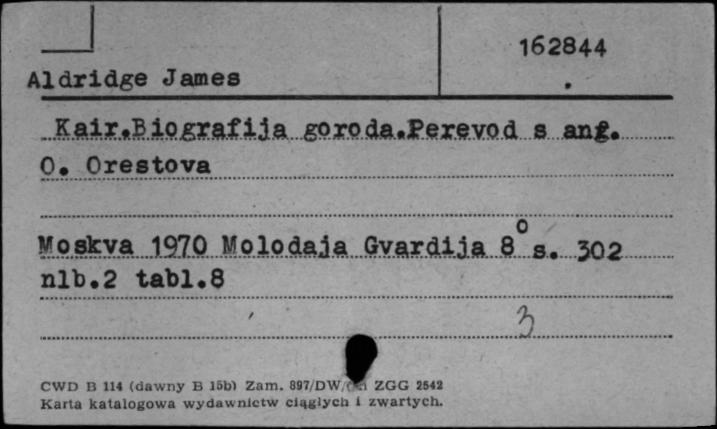 162844
Aldridge James
Kair.Biografija goroda.Perevod s ang.
O. Orestova
Moskva 1970 Molodaja Gvardija 8° s. 302
nlb.2 tabl.8
3
CWD B 114 (dawny B 15b) Zam. 897/DW/ ZGG 2542
Karta katalogowa wydawnictw ciągłych i zwartych.